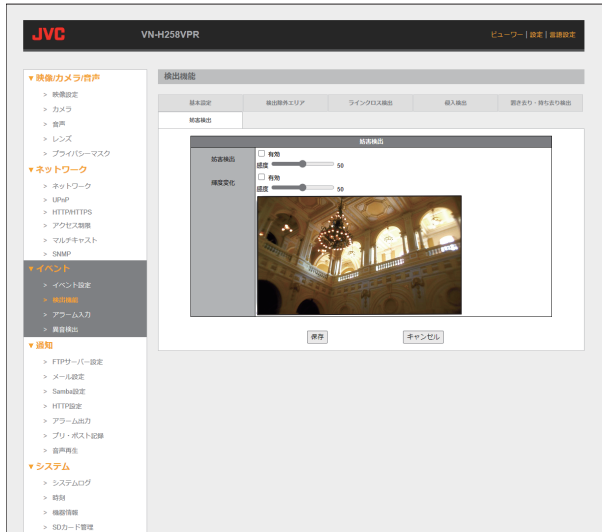 JVC
VN-H258VPR
ビューワー | 設定 | 言語設定
▼映像/カメラ/音声
> 映像設定
> カメラ
> 音声
> レンズ
> プライバシーマスク
▼ネットワーク
> ネットワーク
> UPnP
> HTTP/HTTPS
> アクセス制限
> マルチキャスト
> SNMP
▼イベント
> イベント設定
> 検出機能
> アラーム入力
> 異音検出
▼通知
> FTPサーバー設定
> メール設定
> Samba設定
> HTTP設定
> アラーム出力
> プリ・ポスト記録
> 音声再生
▼システム
> システムログ
> 時刻
> 機器情報
> SDカード管理
検出機能
基本設定
検出除外エリア
ラインクロス検出
侵入検出
置き去り・持ち去り検出
妨害検出
妨害検出
妨害検出
有効
感度 50
輝度変化
有効
感度 50
保存
キャンセル